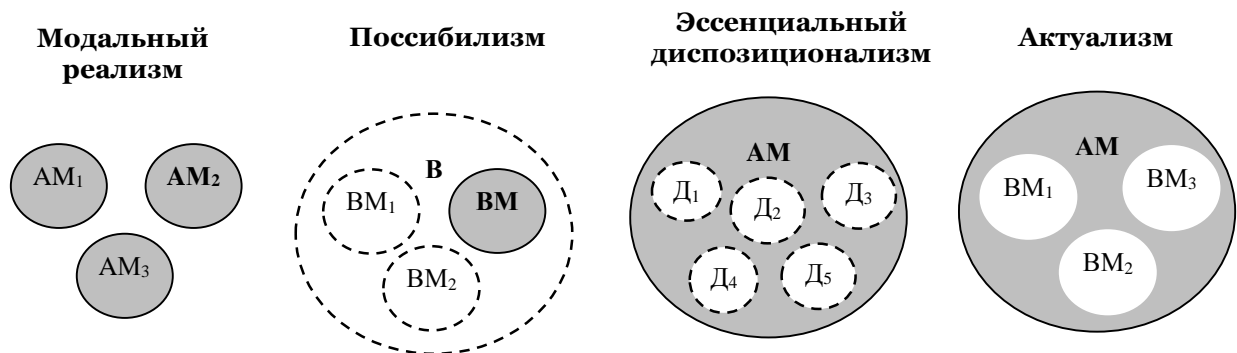 Модальный
реализм
Поссибилизм
Эссенциальный
диспозиционализм
Актуализм
АМ₁
АМ₂
АМ₃
В
ВМ₁
ВМ
ВМ₂
АМ
Д₁
Д₂
Д₃
Д₄
Д₅
АМ
ВМ₁
ВМ₃
ВМ₂